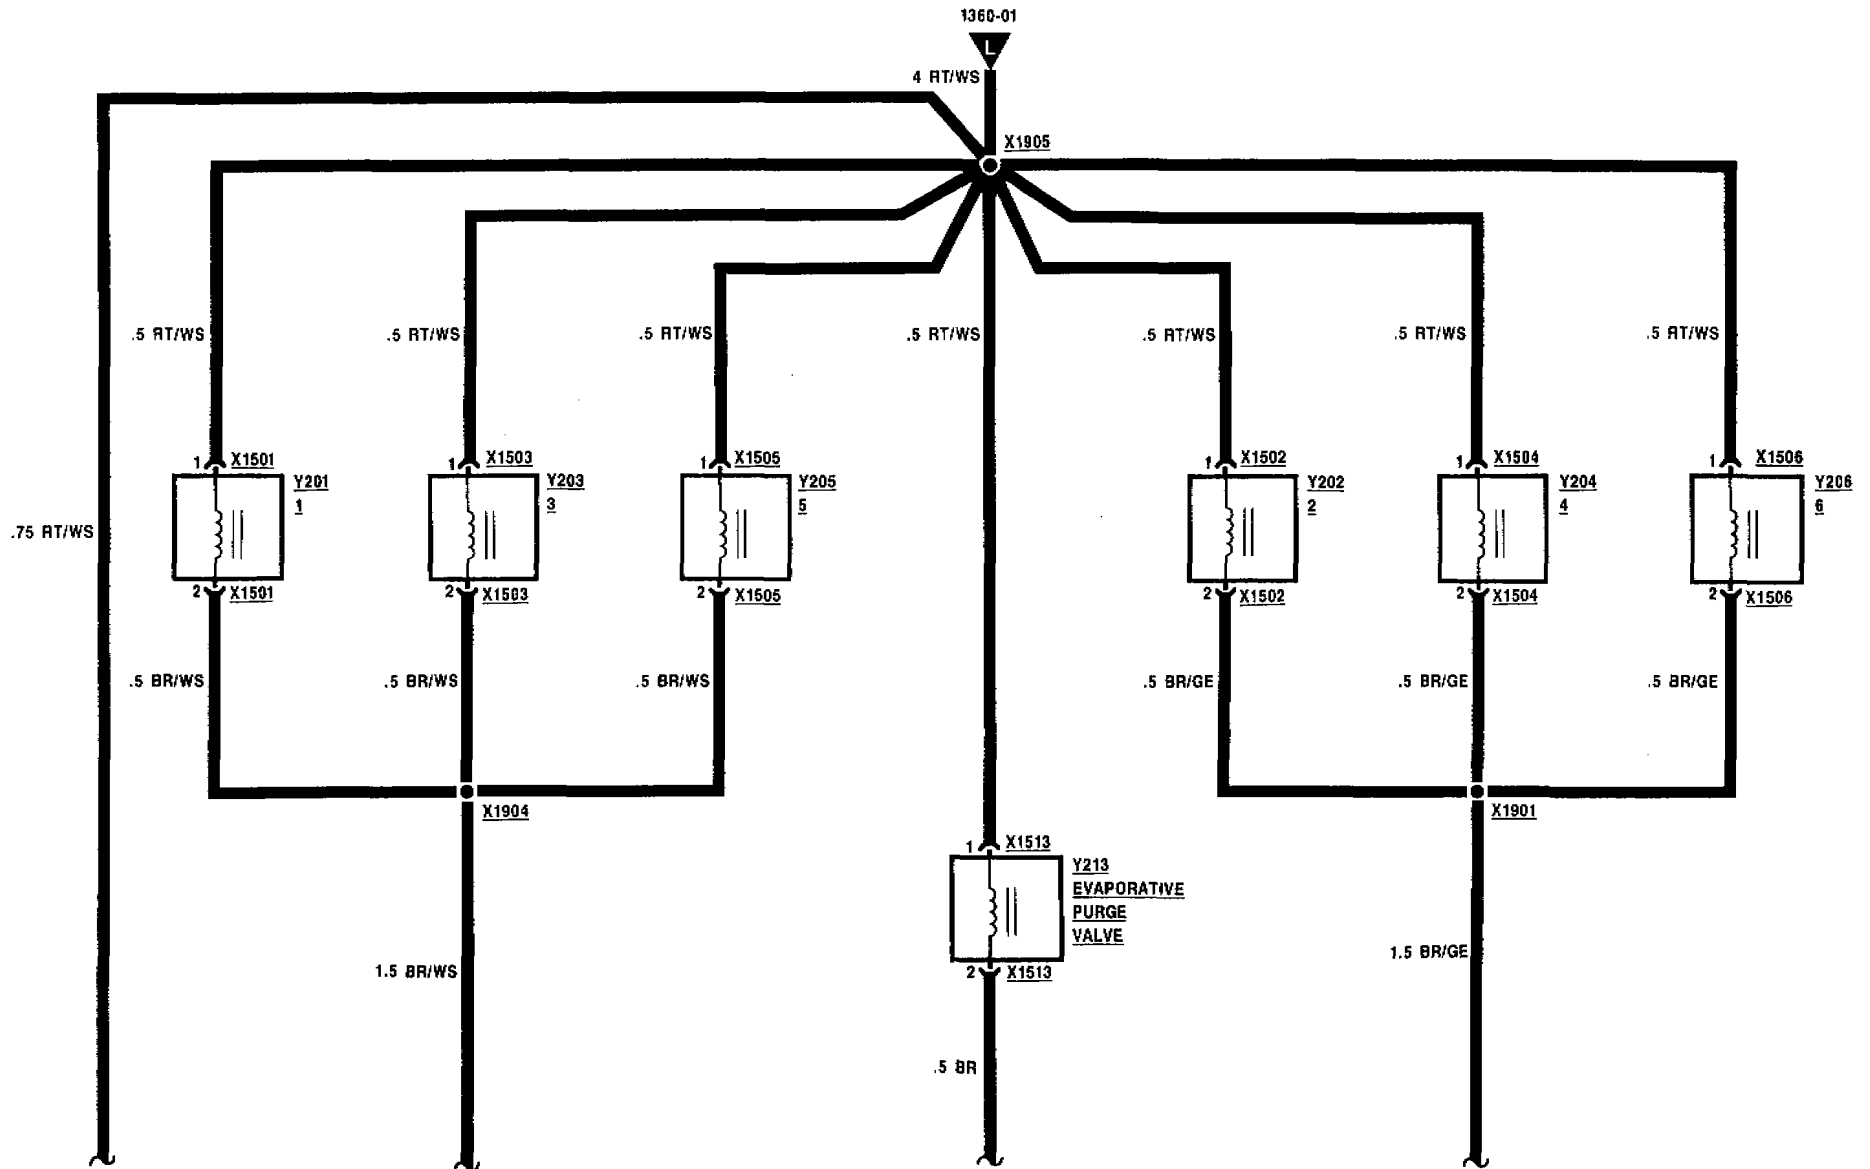 1360-01
L
4 RT/WS
X1905
.5 RT/WS
.5 RT/WS
.5 RT/WS
.5 RT/WS
.5 RT/WS
.5 RT/WS
.5 RT/WS
1 X1501
1 X1503
1 X1505
1 X1502
1 X1504
1 X1506
Y201
1
Y203
3
Y205
5
Y202
2
Y204
4
Y206
6
.75 RT/WS
2 X1501
2 X1503
2 X1505
2 X1502
2 X1504
2 X1506
.5 BR/WS
.5 BR/WS
.5 BR/WS
.5 BR/GE
.5 BR/GE
.5 BR/GE
X1904
X1901
1 X1513
Y213
EVAPORATIVE
PURGE
VALVE
2 X1513
1.5 BR/WS
1.5 BR/GE
.5 BR